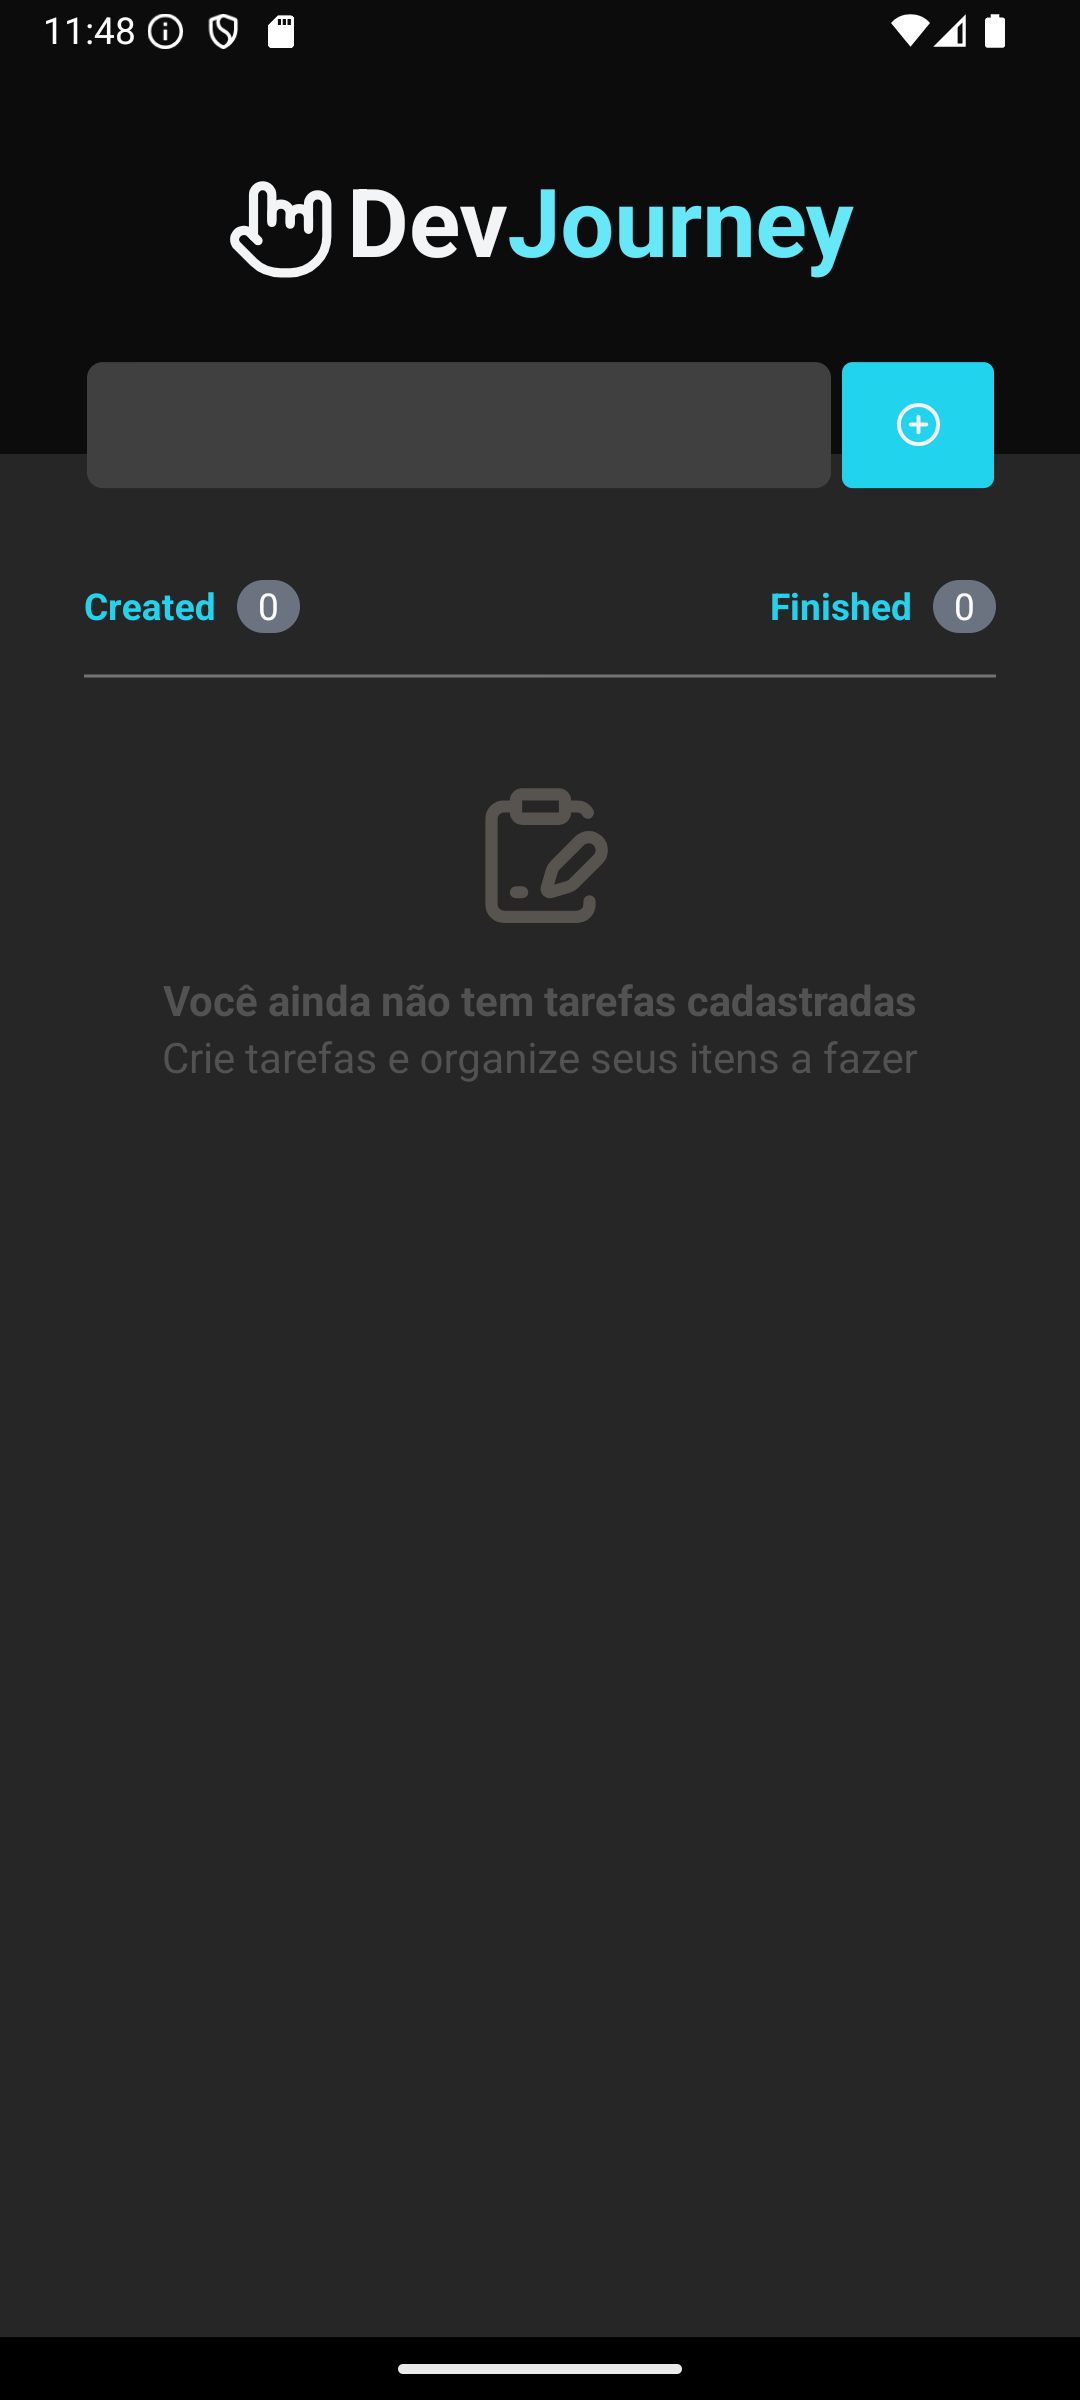 11:48
DevJourney
Created 0 Finished 0
Você ainda não tem tarefas cadastradas
Crie tarefas e organize seus itens a fazer